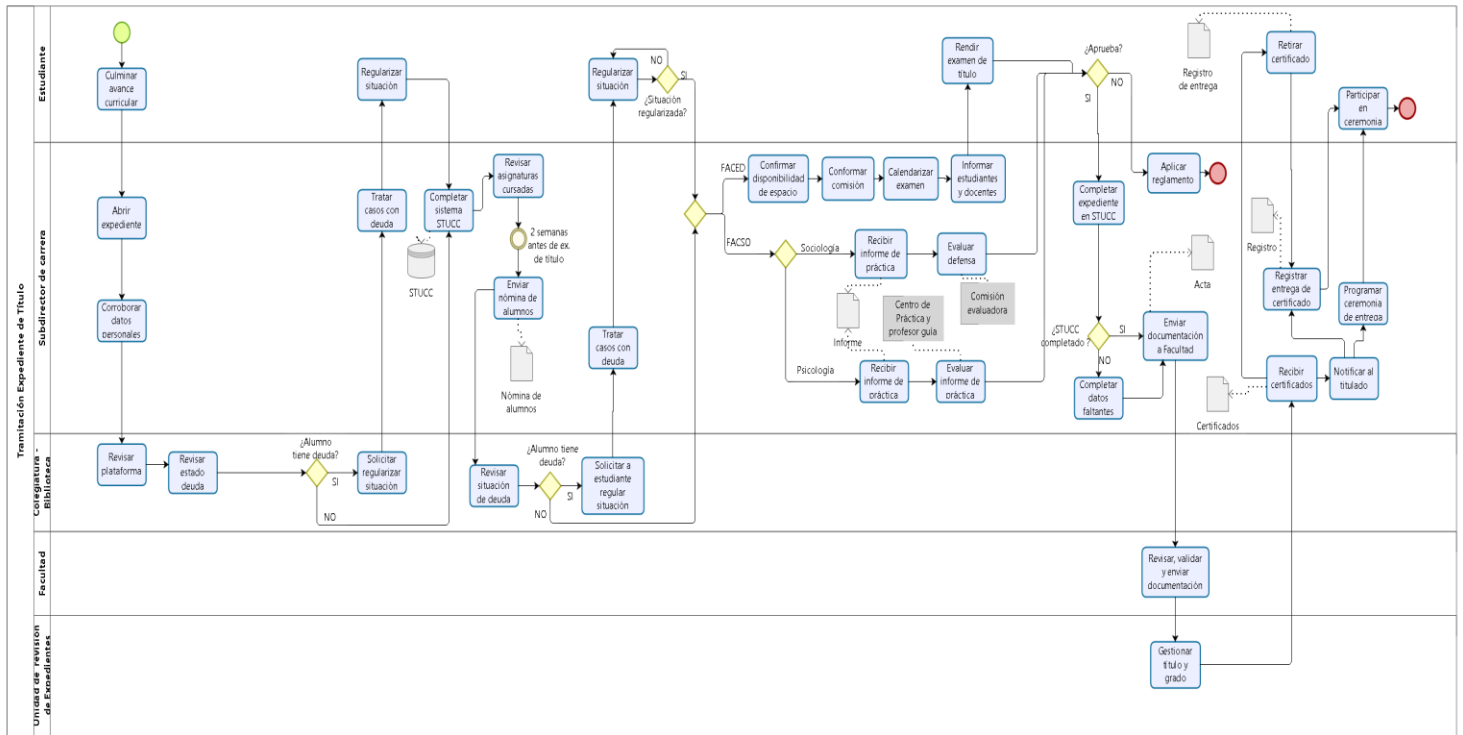 Tramitación Expediente de Título
Estudiante
Culminar
avance
curricular
Regularizar
situación
Regularizar
situación
NO
SI
¿Situación
regularizada?
Rendir
examen de
título
¿Aprueba?
NO
SI
Registro
de entrega
Retirar
certificado
Participar
en
ceremonia
Subdirector de carrera
Abrir
expediente
Corroborar
datos
personales
Tratar
casos con
deuda
Completar
sistema
STUCC
STUCC
Revisar
asignaturas
cursadas
2 semanas
antes de ex.
de título
Enviar
nómina de
alumnos
Nómina de
alumnos
Tratar
casos con
deuda
FACED
Confirmar
disponibilidad
de espacio
Conformar
comisión
Calendarizar
examen
Informar
estudiantes
y docentes
FACSO
Sociología
Recibir
informe de
práctica
Evaluar
defensa
Comisión
evaluadora
Centro de
Práctica y
profesor guía
Informe
Psicología
Recibir
informe de
práctica
Evaluar
informe de
práctica
Completar
expediente
en STUCC
Aplicar
reglamento
¿STUCC
completado ?
SI
NO
Completar
datos
faltantes
Enviar
documentación
a Facultad
Acta
Registro
Registrar
entrega de
certificado
Programar
ceremonia
de entrega
Recibir
certificados
Notificar al
titulado
Certificados
Colegiatura -
Biblioteca
Revisar
plataforma
Revisar
estado
deuda
¿Alumno
tiene deuda?
SI
NO
Solicitar
regularizar
situación
Revisar
situación
de deuda
¿Alumno tiene
deuda?
SI
NO
Solicitar a
estudiante
regular
situación
Facultad
Revisar, validar
y enviar
documentación
Unidad de revisión
de Expedientes
Gestionar
título y
grado